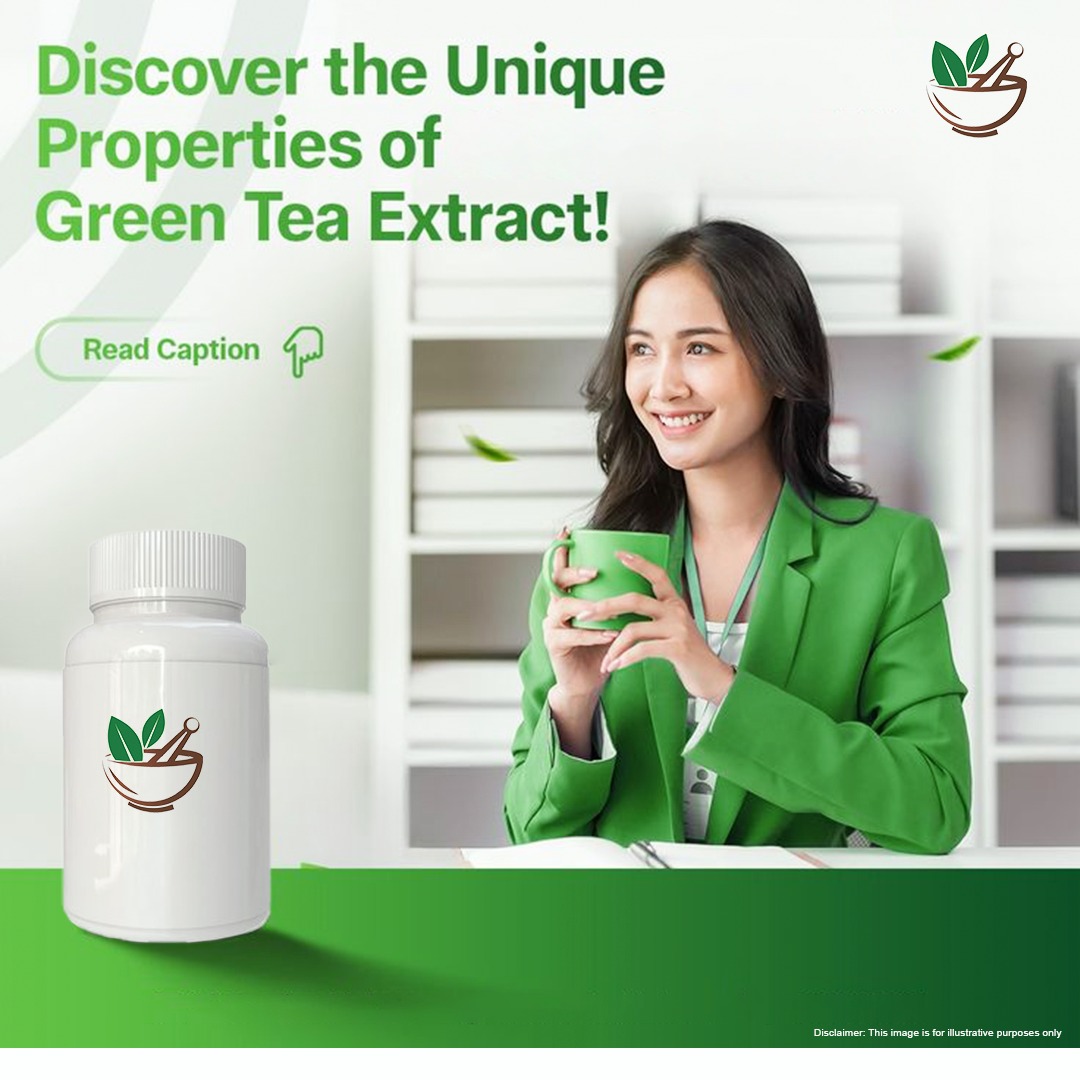 Discover the Unique
Properties of
Green Tea Extract!
Read Caption
Disclaimer: This image is for illustrative purposes only